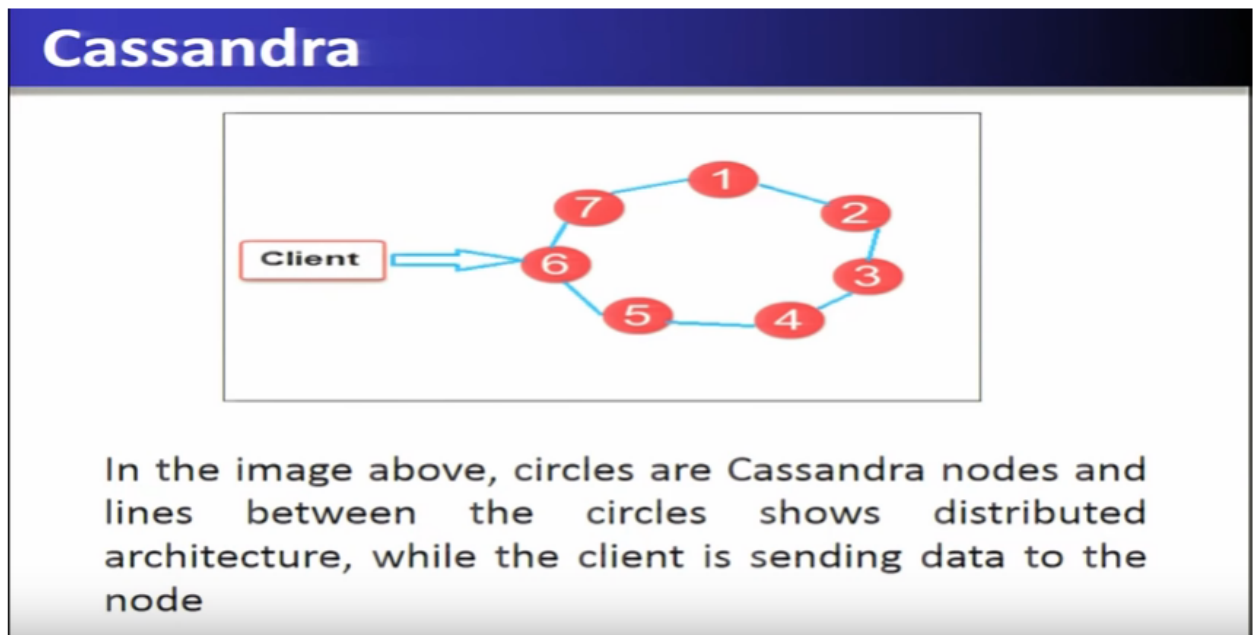 Cassandra
1
7
2
Client
6
3
5
4
In the image above, circles are Cassandra nodes and
lines between the circles shows distributed
architecture, while the client is sending data to the
node